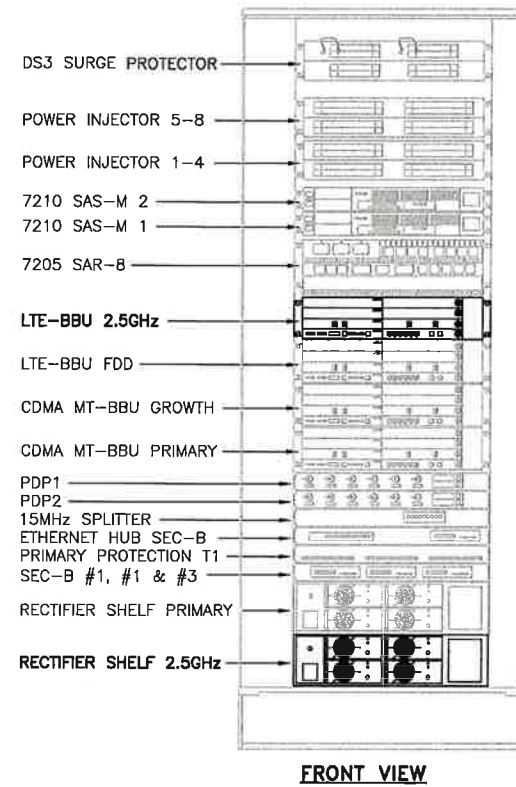 DS3 SURGE PROTECTOR
POWER INJECTOR 5-8
POWER INJECTOR 1-4
7210 SAS-M 2
7210 SAS-M 1
7205 SAR-8
LTE-BBU 2.5GHz
LTE-BBU FDD
CDMA MT-BBU GROWTH
CDMA MT-BBU PRIMARY
PDP1
PDP2
15MHz SPLITTER
ETHERNET HUB SEC-B
PRIMARY PROTECTION T1
SEC-B #1, #1 & #3
RECTIFIER SHELF PRIMARY
RECTIFIER SHELF 2.5GHz
FRONT VIEW